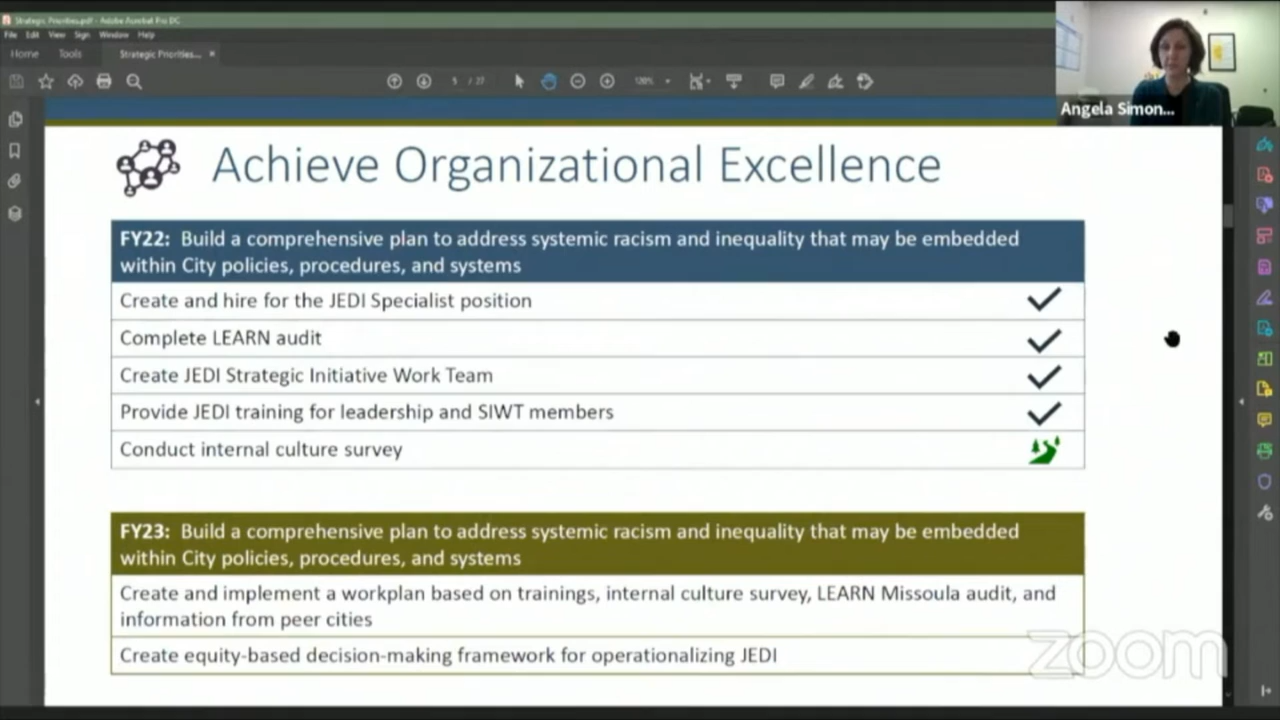 Strategic Priorities.pdf - Adobe Acrobat Pro DC
File Edit View Sign Window Help
Home Tools Strategic Priorities... ×
5 / 27 120%
Angela Simon...
Achieve Organizational Excellence
FY22: Build a comprehensive plan to address systemic racism and inequality that may be embedded
within City policies, procedures, and systems
Create and hire for the JEDI Specialist position
Complete LEARN audit
Create JEDI Strategic Initiative Work Team
Provide JEDI training for leadership and SIWT members
Conduct internal culture survey
FY23: Build a comprehensive plan to address systemic racism and inequality that may be embedded
within City policies, procedures, and systems
Create and implement a workplan based on trainings, internal culture survey, LEARN Missoula audit, and
information from peer cities
Create equity-based decision-making framework for operationalizing JEDI
zoom